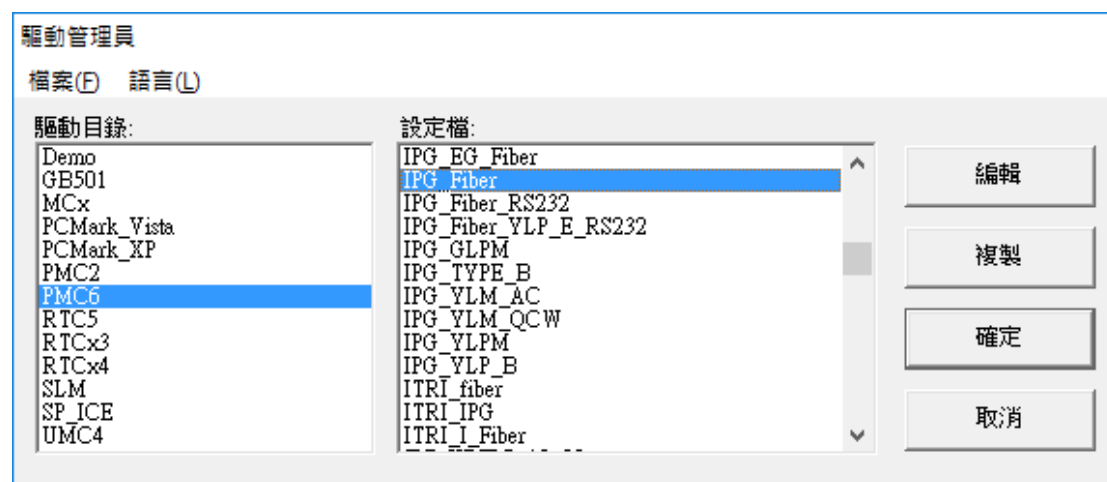 驅動管理員
檔案(F) 語言(L)
驅動目錄:
Demo
GB501
MCx
PCMark_Vista
PCMark_XP
PMC2
PMC6
RTC5
RTCx3
RTCx4
SLM
SP_ICE
UMC4
設定檔:
IPG_EG_Fiber
IPG_Fiber
IPG_Fiber_RS232
IPG_Fiber_YLP_E_RS232
IPG_GLPM
IPG_TYPE_B
IPG_YLM_AC
IPG_YLM_QCW
IPG_YLPM
IPG_YLP_B
ITRI_fiber
ITRI_IPG
ITRI_I_Fiber
編輯
複製
確定
取消